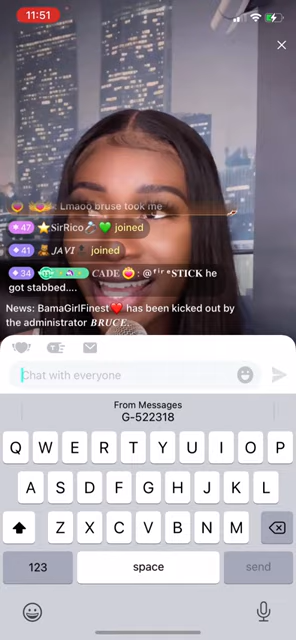 11:51
Lmaoo bruse took me
47 SirRico joined
41 JAVI joined
34 CADE : @ STICK he
got stabbed....
News: BamaGirlFinest has been kicked out by
the administrator BRUCE.
Chat with everyone
From Messages
G-522318
Q W E R T Y U I O P
A S D F G H J K L
Z X C V B N M
123 space send